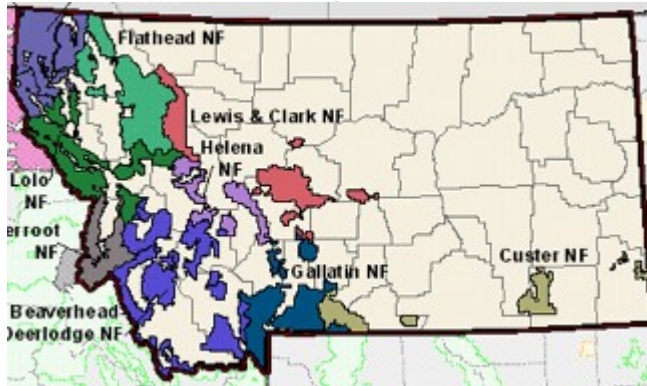 Flathead NF
Lewis & Clark NF
Helena
NF
Lolo
NF
erroot
NF
Gallatin NF
Custer NF
Beaverhead
Deerlodge NF